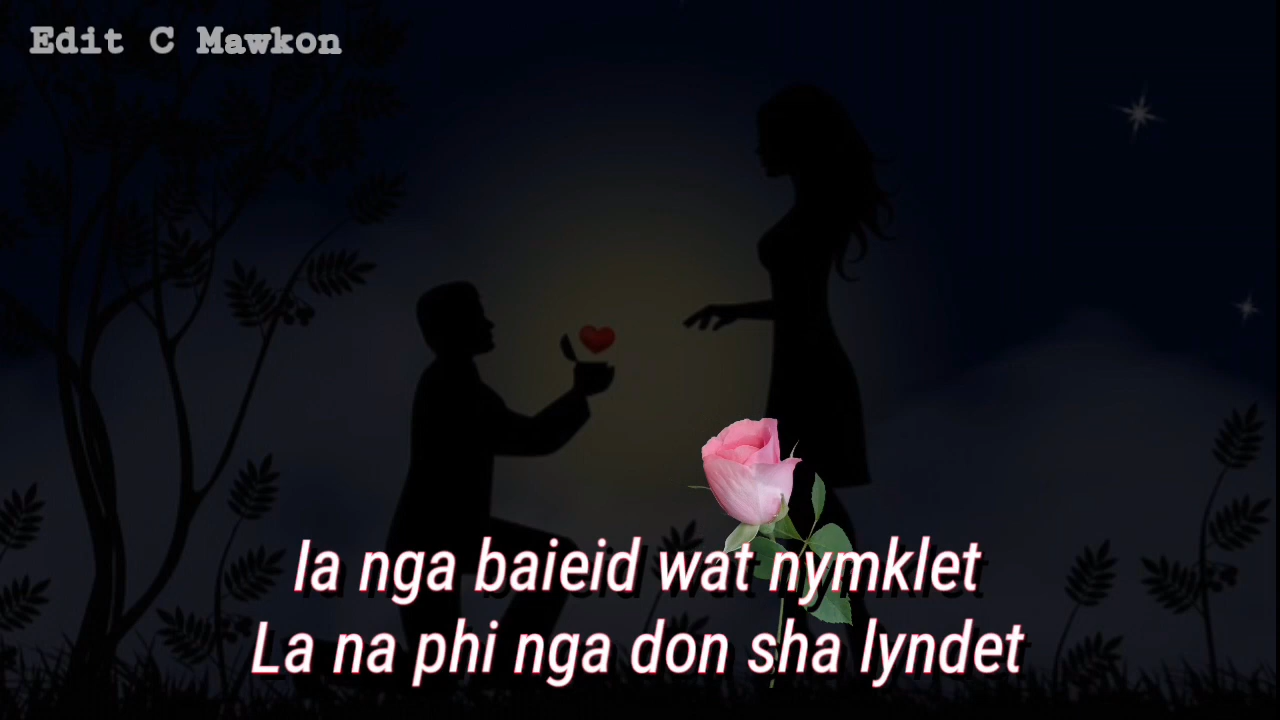 Edit C Mawkon
Ia nga baieid wat nymklet
La na phi nga don sha lyndet